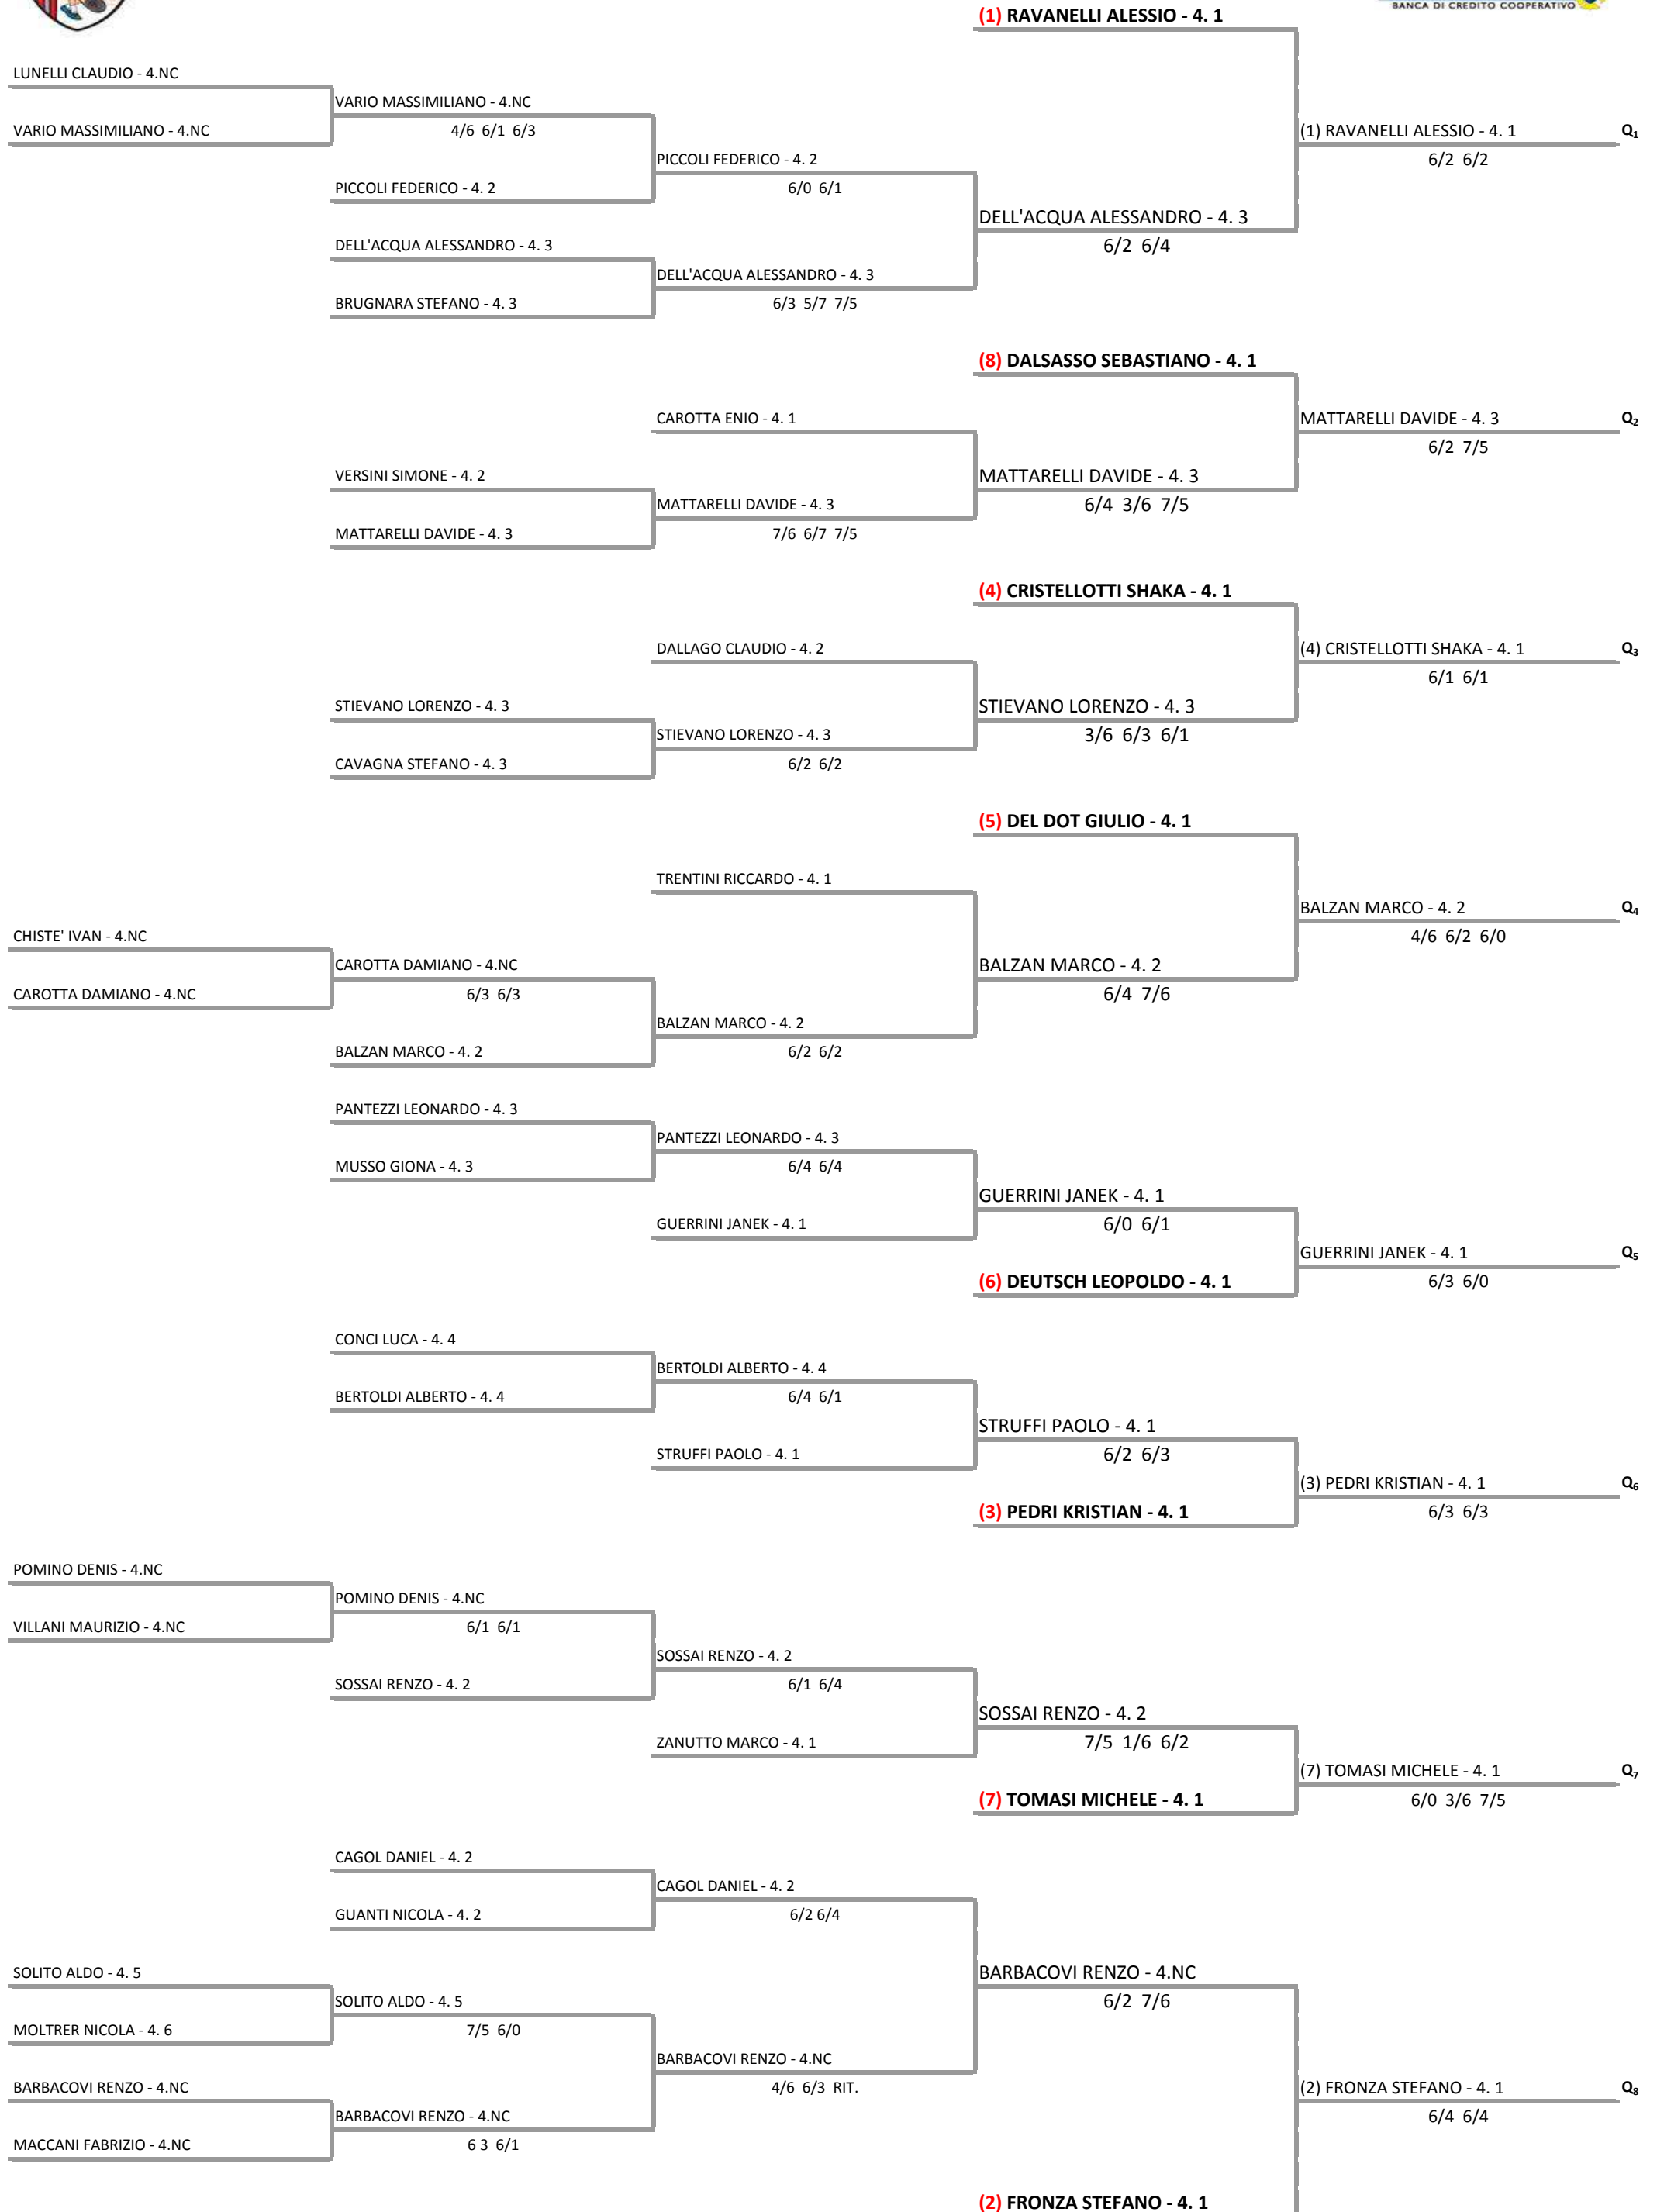 BANCA DI CREDITO COOPERATIVO
(1) RAVANELLI ALESSIO - 4. 1
LUNELLI CLAUDIO - 4.NC
VARIO MASSIMILIANO - 4.NC
VARIO MASSIMILIANO - 4.NC (1) RAVANELLI ALESSIO - 4. 1 Q₁
4/6 6/1 6/3
PICCOLI FEDERICO - 4. 2 6/2 6/2
PICCOLI FEDERICO - 4. 2 6/0 6/1
DELL'ACQUA ALESSANDRO - 4. 3
DELL'ACQUA ALESSANDRO - 4. 3 6/2 6/4
DELL'ACQUA ALESSANDRO - 4. 3
BRUGNARA STEFANO - 4. 3 6/3 5/7 7/5
(8) DALSASSO SEBASTIANO - 4. 1
CAROTTA ENIO - 4. 1 MATTARELLI DAVIDE - 4. 3 Q₂
6/2 7/5
VERSINI SIMONE - 4. 2 MATTARELLI DAVIDE - 4. 3
MATTARELLI DAVIDE - 4. 3 6/4 3/6 7/5
MATTARELLI DAVIDE - 4. 3 7/6 6/7 7/5
(4) CRISTELLOTTI SHAKA - 4. 1
DALLAGO CLAUDIO - 4. 2 (4) CRISTELLOTTI SHAKA - 4. 1 Q₃
6/1 6/1
STIEVANO LORENZO - 4. 3 STIEVANO LORENZO - 4. 3
STIEVANO LORENZO - 4. 3 3/6 6/3 6/1
CAVAGNA STEFANO - 4. 3 6/2 6/2
(5) DEL DOT GIULIO - 4. 1
TRENTINI RICCARDO - 4. 1
BALZAN MARCO - 4. 2 Q₄
CHISTE' IVAN - 4.NC 4/6 6/2 6/0
CAROTTA DAMIANO - 4.NC BALZAN MARCO - 4. 2
CAROTTA DAMIANO - 4.NC 6/3 6/3 6/4 7/6
BALZAN MARCO - 4. 2
BALZAN MARCO - 4. 2 6/2 6/2
PANTEZZI LEONARDO - 4. 3
PANTEZZI LEONARDO - 4. 3
MUSSO GIONA - 4. 3 6/4 6/4
GUERRINI JANEK - 4. 1
GUERRINI JANEK - 4. 1 6/0 6/1
GUERRINI JANEK - 4. 1 Q₅
(6) DEUTSCH LEOPOLDO - 4. 1 6/3 6/0
CONCI LUCA - 4. 4
BERTOLDI ALBERTO - 4. 4
BERTOLDI ALBERTO - 4. 4 6/4 6/1
STRUFFI PAOLO - 4. 1
STRUFFI PAOLO - 4. 1 6/2 6/3
(3) PEDRI KRISTIAN - 4. 1 Q₆
(3) PEDRI KRISTIAN - 4. 1 6/3 6/3
POMINO DENIS - 4.NC
POMINO DENIS - 4.NC
VILLANI MAURIZIO - 4.NC 6/1 6/1
SOSSAI RENZO - 4. 2
SOSSAI RENZO - 4. 2 6/1 6/4
SOSSAI RENZO - 4. 2
ZANUTTO MARCO - 4. 1 7/5 1/6 6/2
(7) TOMASI MICHELE - 4. 1 Q₇
(7) TOMASI MICHELE - 4. 1 6/0 3/6 7/5
CAGOL DANIEL - 4. 2
CAGOL DANIEL - 4. 2
GUANTI NICOLA - 4. 2 6/2 6/4
SOLITO ALDO - 4. 5 BARBACOVI RENZO - 4.NC
SOLITO ALDO - 4. 5 6/2 7/6
MOLTRER NICOLA - 4. 6 7/5 6/0
BARBACOVI RENZO - 4.NC
BARBACOVI RENZO - 4.NC 4/6 6/3 RIT. (2) FRONZA STEFANO - 4. 1 Q₈
BARBACOVI RENZO - 4.NC 6/4 6/4
MACCANI FABRIZIO - 4.NC 6 3 6/1
(2) FRONZA STEFANO - 4. 1